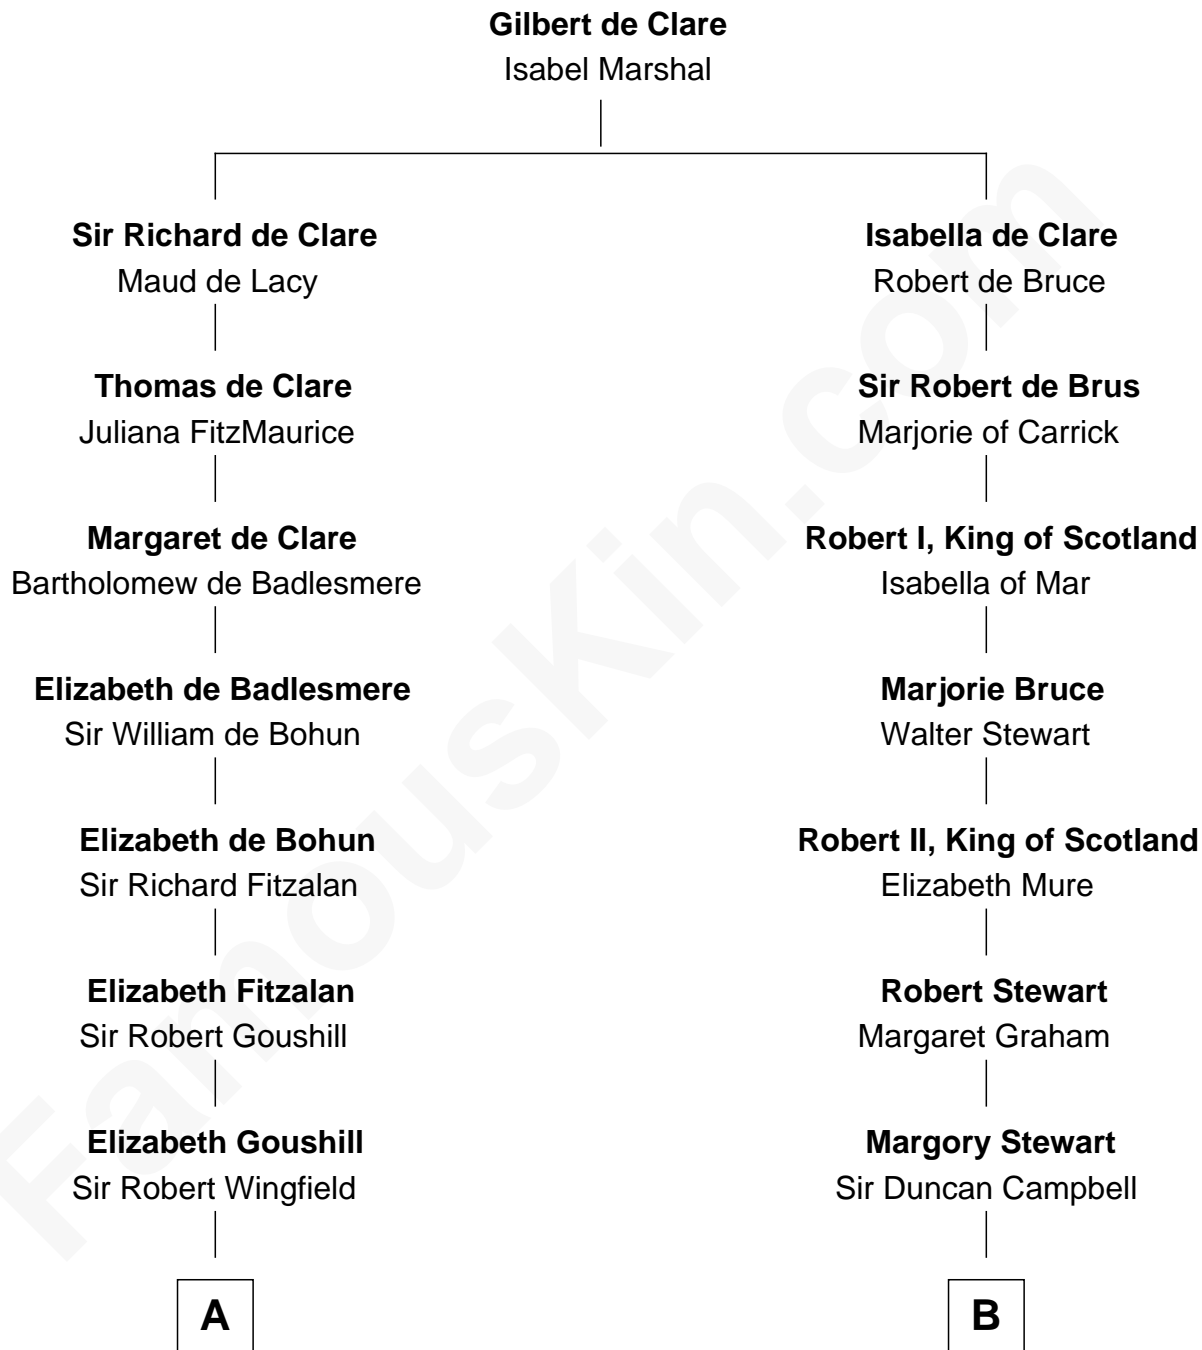 Gilbert de Clare
Isabel Marshal
Sir Richard de Clare
Maud de Lacy
Thomas de Clare
Juliana FitzMaurice
Margaret de Clare
Bartholomew de Badlesmere
Elizabeth de Badlesmere
Sir William de Bohun
Elizabeth de Bohun
Sir Richard Fitzalan
Elizabeth Fitzalan
Sir Robert Goushill
Elizabeth Goushill
Sir Robert Wingfield
A
Isabella de Clare
Robert de Bruce
Sir Robert de Brus
Marjorie of Carrick
Robert I, King of Scotland
Isabella of Mar
Marjorie Bruce
Walter Stewart
Robert II, King of Scotland
Elizabeth Mure
Robert Stewart
Margaret Graham
Margory Stewart
Sir Duncan Campbell
B
FamousKin.com